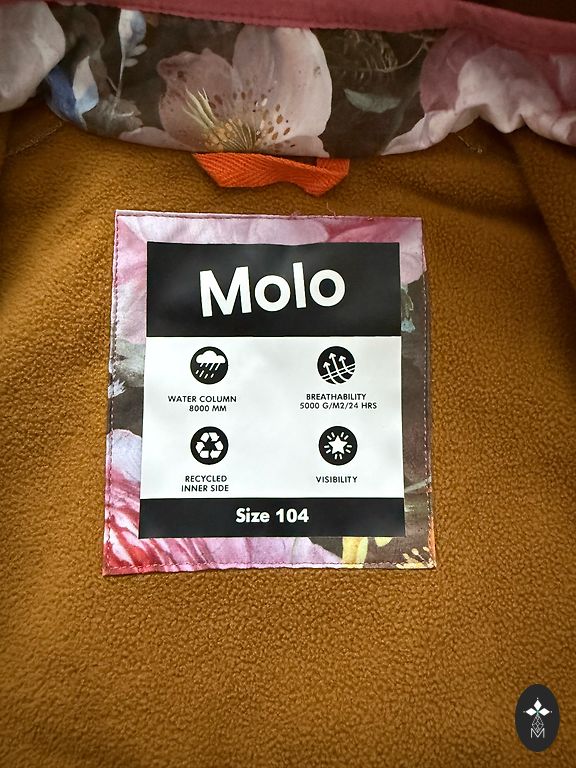 Molo
WATER COLUMN
8000 MM
BREATHABILITY
5000 G/M2/24 HRS
RECYCLED
INNER SIDE
VISIBILITY
Size 104
M